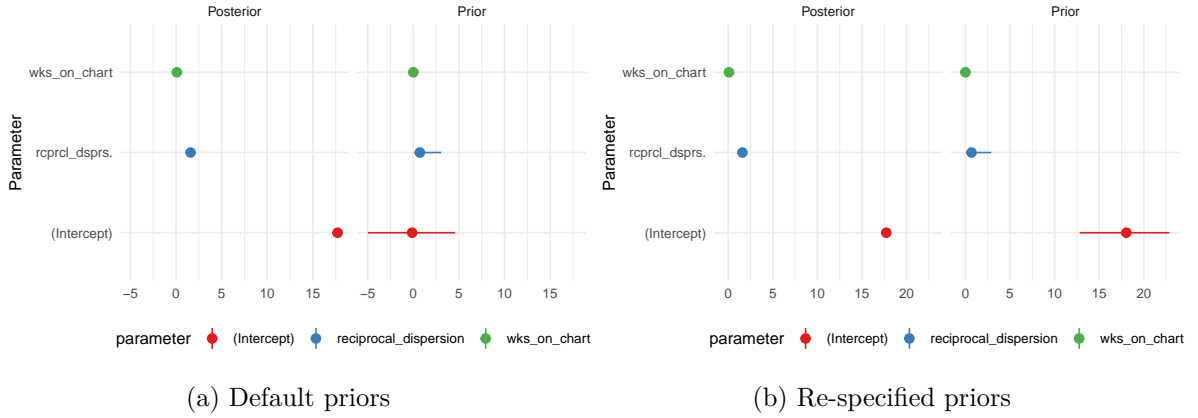 Posterior Prior
Parameter
wks_on_chart
rcprcl_dsprs.
(Intercept)
−5 0 5 10 15 −5 0 5 10 15
parameter (Intercept) reciprocal_dispersion wks_on_chart
(a) Default priors
Posterior Prior
Parameter
wks_on_chart
rcprcl_dsprs.
(Intercept)
0 5 10 15 20 0 5 10 15 20
parameter (Intercept) reciprocal_dispersion wks_on_chart
(b) Re-specified priors